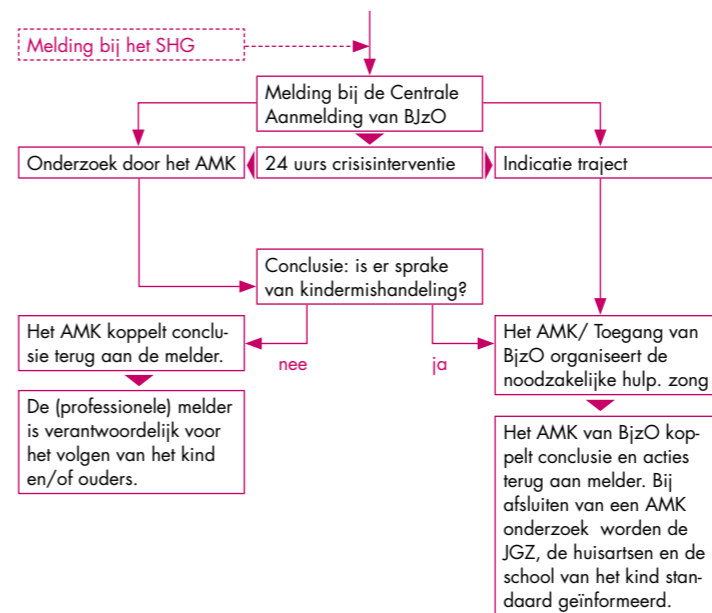 Melding bij het SHG
Melding bij de Centrale
Aanmelding van BJzO
Onderzoek door het AMK
24 uurs crisisinterventie
Indicatie traject
Conclusie: is er sprake
van kindermishandeling?
Het AMK koppelt conclu-
sie terug aan de melder.
nee
ja
Het AMK/ Toegang van
BjzO organiseert de
noodzakelijke hulp. zong
De (professionele) melder
is verantwoordelijk voor
het volgen van het kind
en/of ouders.
Het AMK van BjzO kop-
pelt conclusie en acties
terug aan melder. Bij
afsluiten van een AMK
onderzoek worden de
JGZ, de huisartsen en de
school van het kind stan-
daard geïnformeerd.